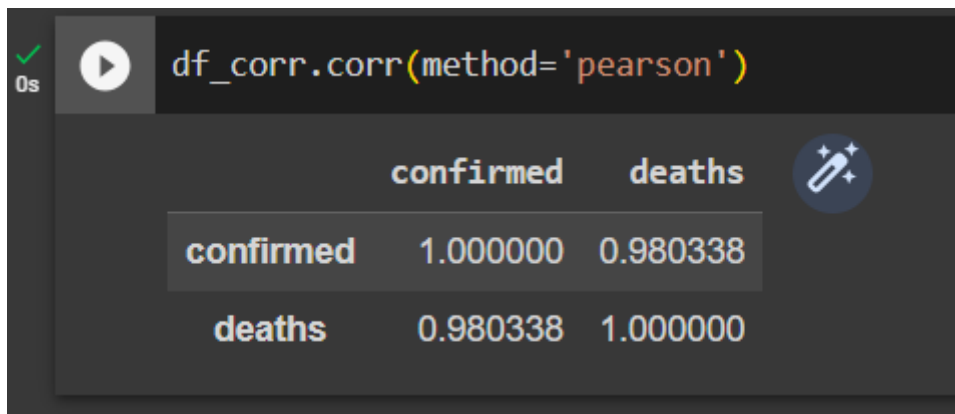 df_corr.corr(method='pearson')
0s
confirmed deaths
confirmed 1.000000 0.980338
deaths 0.980338 1.000000